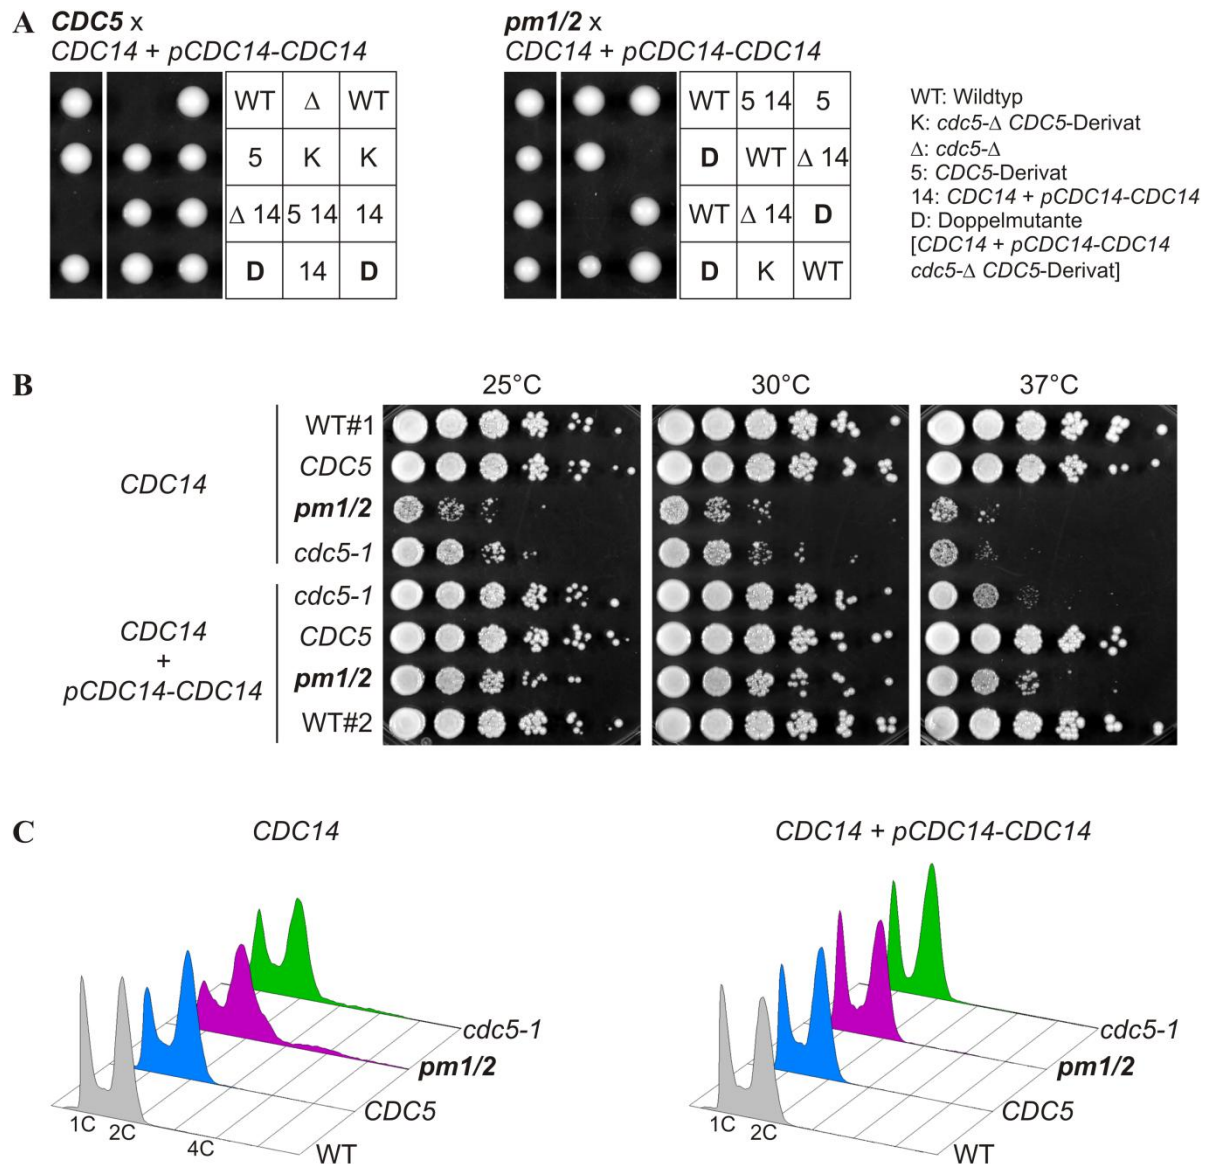 A
CDC5 x
CDC14 + pCDC14-CDC14
WT Δ WT
5 K K
Δ 14 5 14 14
D 14 D
pm1/2 x
CDC14 + pCDC14-CDC14
WT 5 14 5
D WT Δ 14
WT Δ 14 D
D K WT
WT: Wildtyp
K: cdc5-Δ CDC5-Derivat
Δ: cdc5-Δ
5: CDC5-Derivat
14: CDC14 + pCDC14-CDC14
D: Doppelmutante
[CDC14 + pCDC14-CDC14
cdc5-Δ CDC5-Derivat]
B
25°C 30°C 37°C
CDC14
WT#1
CDC5
pm1/2
cdc5-1
CDC14
+
pCDC14-CDC14
cdc5-1
CDC5
pm1/2
WT#2
C
CDC14
cdc5-1
pm1/2
CDC5
WT
1C 2C 4C
CDC14 + pCDC14-CDC14
cdc5-1
pm1/2
CDC5
WT
1C 2C